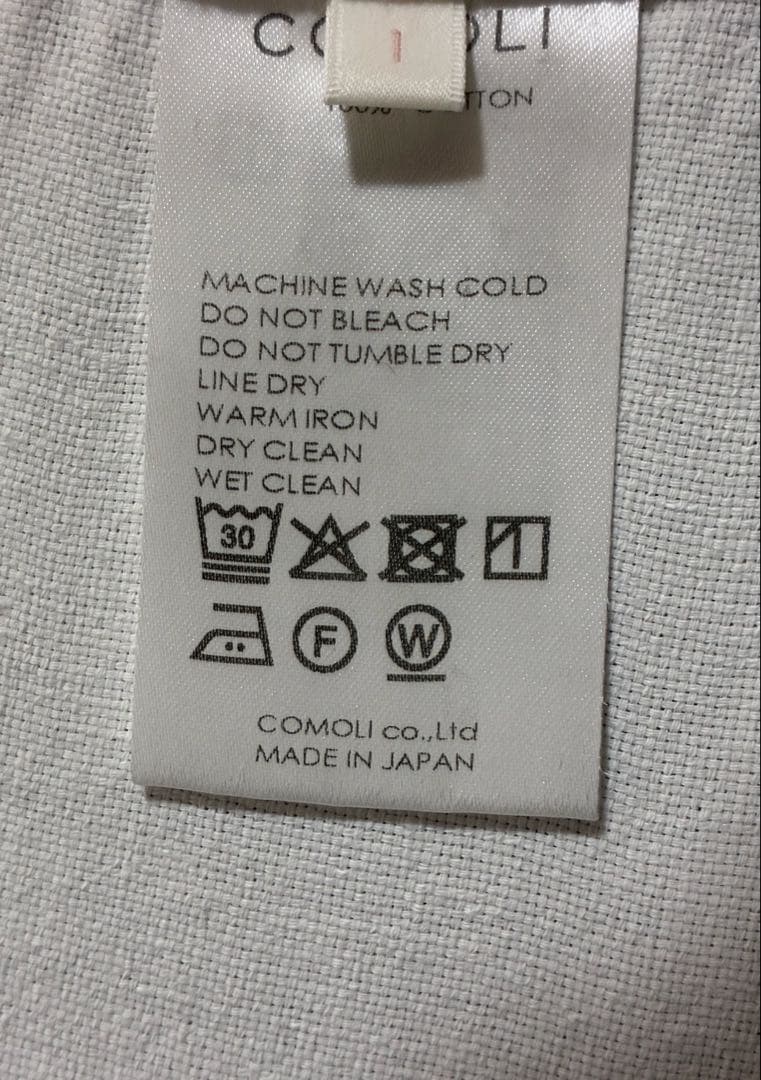 I
MACHINE WASH COLD
DO NOT BLEACH
DO NOT TUMBLE DRY
LINE DRY
WARM IRON
DRY CLEAN
WET CLEAN
30
F
W
COMOLI co.,Ltd
MADE IN JAPAN